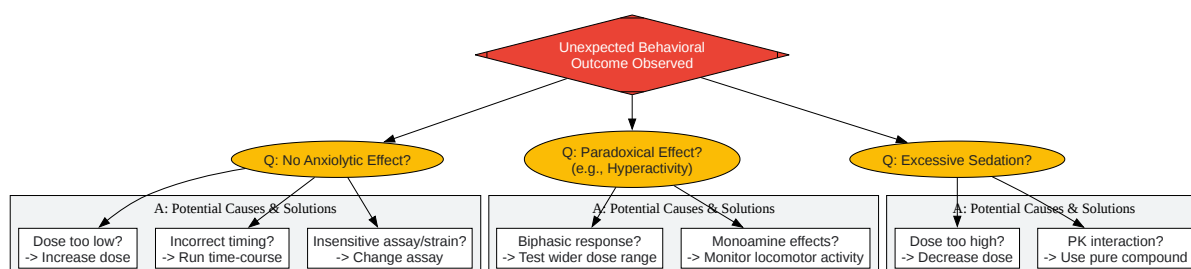 Unexpected Behavioral
Outcome Observed
Q: No Anxiolytic Effect?
Q: Paradoxical Effect?
(e.g., Hyperactivity)
Q: Excessive Sedation?
A: Potential Causes & Solutions
Dose too low?
-> Increase dose
Incorrect timing?
-> Run time-course
Insensitive assay/strain?
-> Change assay
A: Potential Causes & Solutions
Biphasic response?
-> Test wider dose range
Monoamine effects?
-> Monitor locomotor activity
A: Potential Causes & Solutions
Dose too high?
-> Decrease dose
PK interaction?
-> Use pure compound